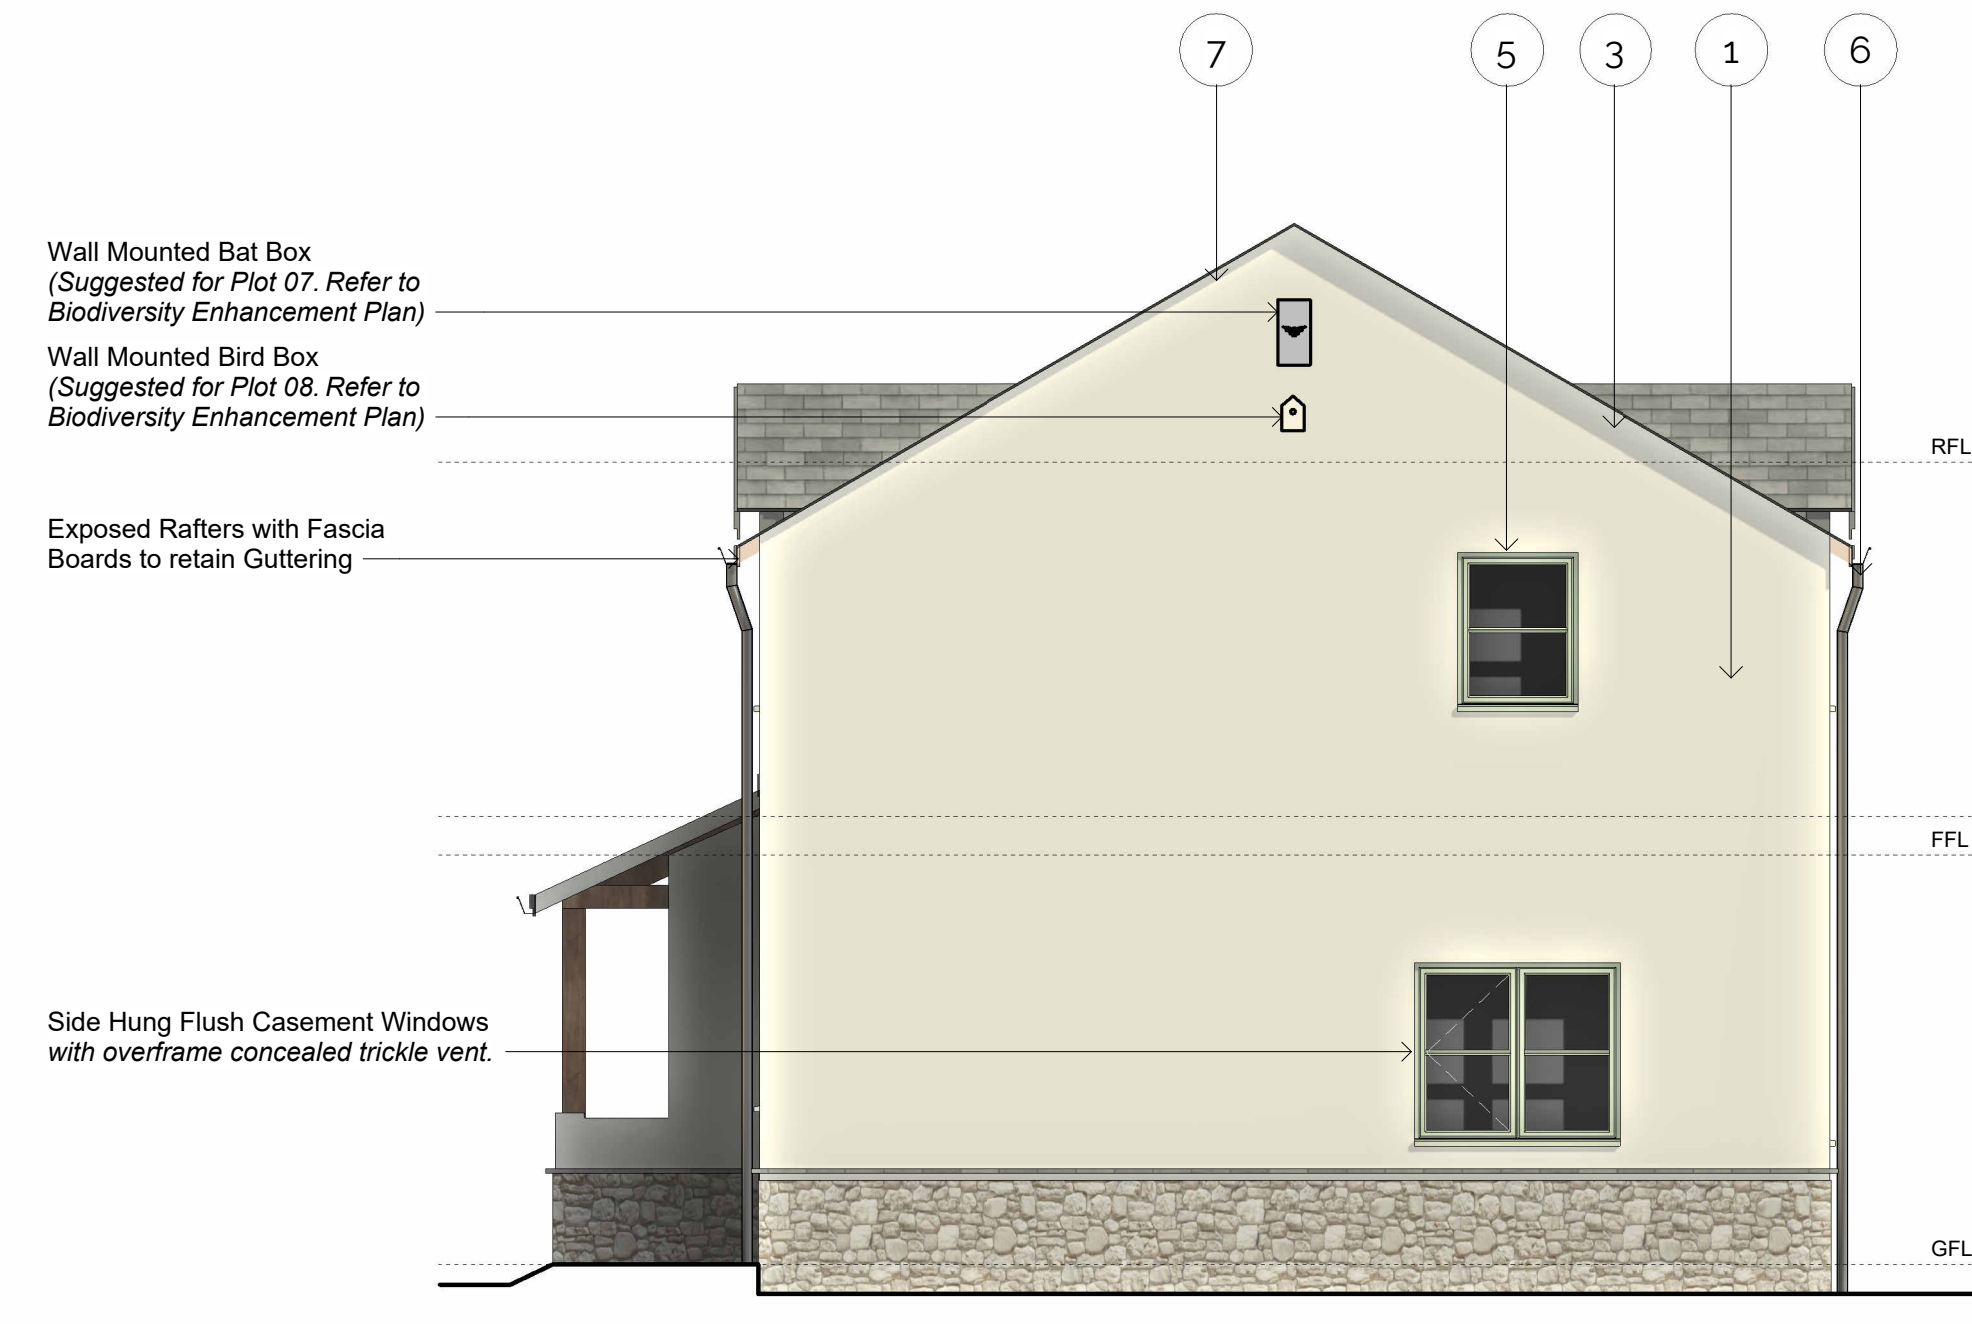 7 5 3 1 6
Wall Mounted Bat Box
(Suggested for Plot 07. Refer to
Biodiversity Enhancement Plan)
Wall Mounted Bird Box
(Suggested for Plot 08. Refer to
Biodiversity Enhancement Plan)
RFL
Exposed Rafters with Fascia
Boards to retain Guttering
FFL
Side Hung Flush Casement Windows
with overframe concealed trickle vent.
GFL